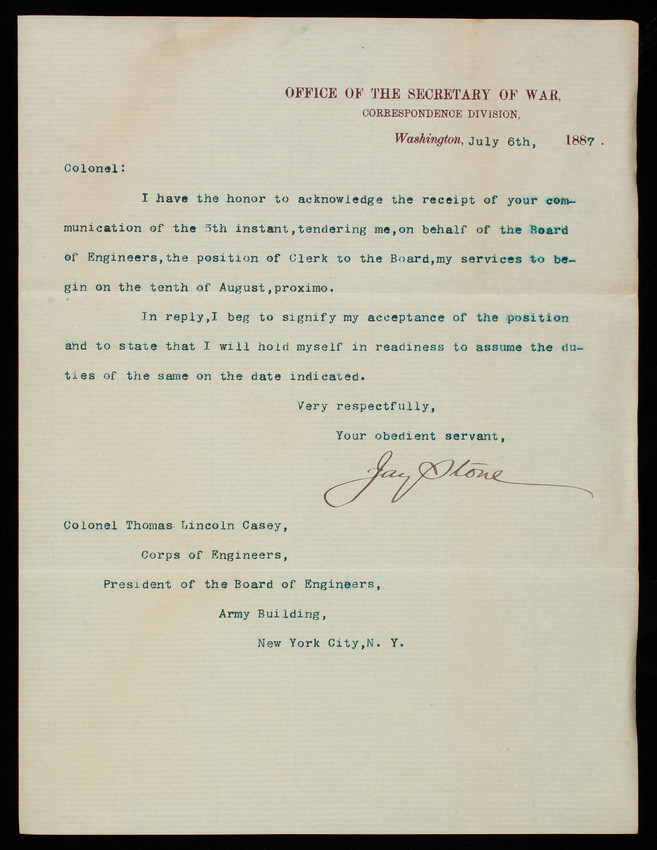 OFFICE OF THE SECRETARY OF WAR,
CORRESPONDENCE DIVISION,
Washington, July 6th, 1887.
Colonel:
I have the honor to acknowledge the receipt of your com-
munication of the 5th instant,tendering me,on behalf of the Board
of Engineers,the position of Clerk to the Board,my services to be-
gin on the tenth of August,proximo.
In reply,I beg to signify my acceptance of the position
and to state that I will hold myself in readiness to assume the du-
ties of the same on the date indicated.
Very respectfully,
Your obedient servant,
Jay Stone
Colonel Thomas Lincoln Casey,
Corps of Engineers,
President of the Board of Engineers,
Army Building,
New York City,N. Y.